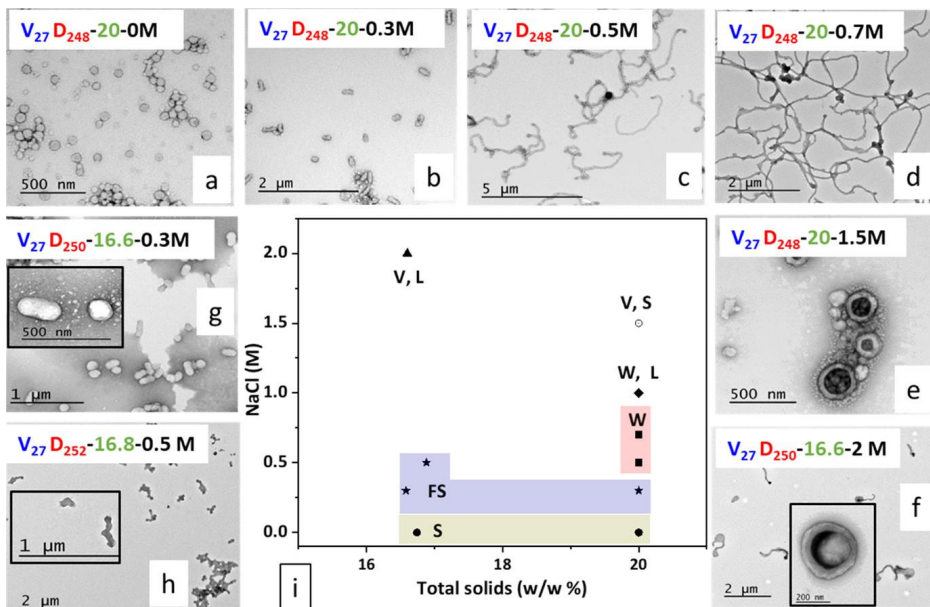 V27 D248-20-0M
500 nm
a
V27 D248-20-0.3M
2 µm
b
V27 D248-20-0.5M
5 µm
c
V27 D248-20-0.7M
2 µm
d
V27 D250-16.6-0.3M
500 nm
g
1 µm
V27 D252-16.8-0.5 M
1 µm
h
2 µm
2.0
V, L
V, S
1.5
W, L
1.0
W
0.5
FS
0.0
S
NaCl (M)
16
18
20
Total solids (w/w %)
i
V27 D248-20-1.5M
e
500 nm
V27 D250-16.6-2 M
f
2 µm
200 nm